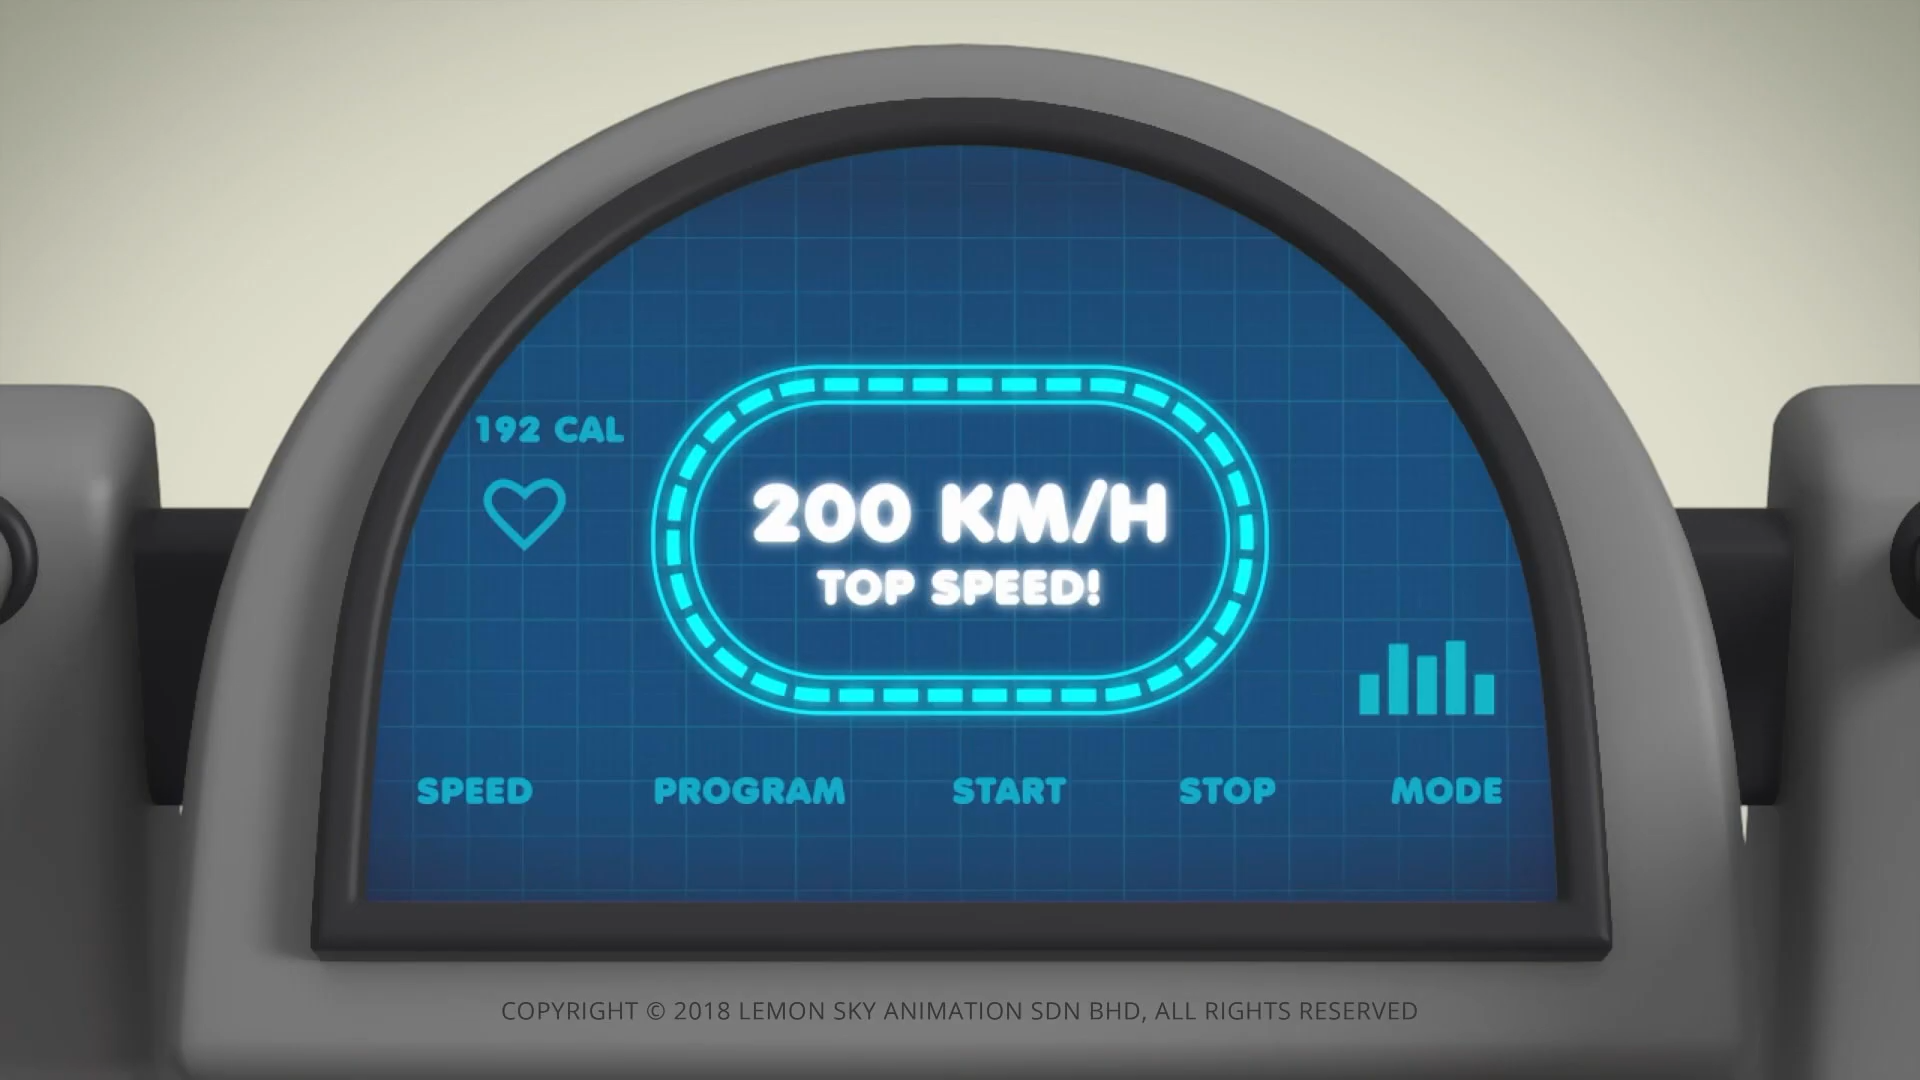 192 CAL
200 KM/H
TOP SPEED!
SPEED PROGRAM START STOP MODE
COPYRIGHT © 2018 LEMON SKY ANIMATION SDN BHD, ALL RIGHTS RESERVED